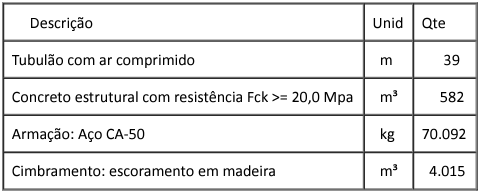 Descrição Unid Qte
Tubulão com ar comprimido m 39
Concreto estrutural com resistência Fck >= 20,0 Mpa m³ 582
Armação: Aço CA-50 kg 70.092
Cimbramento: escoramento em madeira m³ 4.015